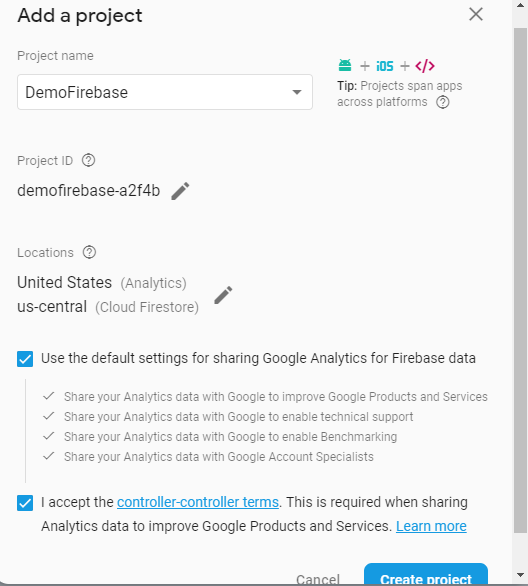 Add a project
Project name
DemoFirebase
+ iOS + </>
Tip: Projects span apps
across platforms ?
Project ID ?
demofirebase-a2f4b
Locations ?
United States (Analytics)
us-central (Cloud Firestore)
Use the default settings for sharing Google Analytics for Firebase data
Share your Analytics data with Google to improve Google Products and Services
Share your Analytics data with Google to enable technical support
Share your Analytics data with Google to enable Benchmarking
Share your Analytics data with Google Account Specialists
I accept the controller-controller terms. This is required when sharing
Analytics data to improve Google Products and Services. Learn more
Cancel Create project